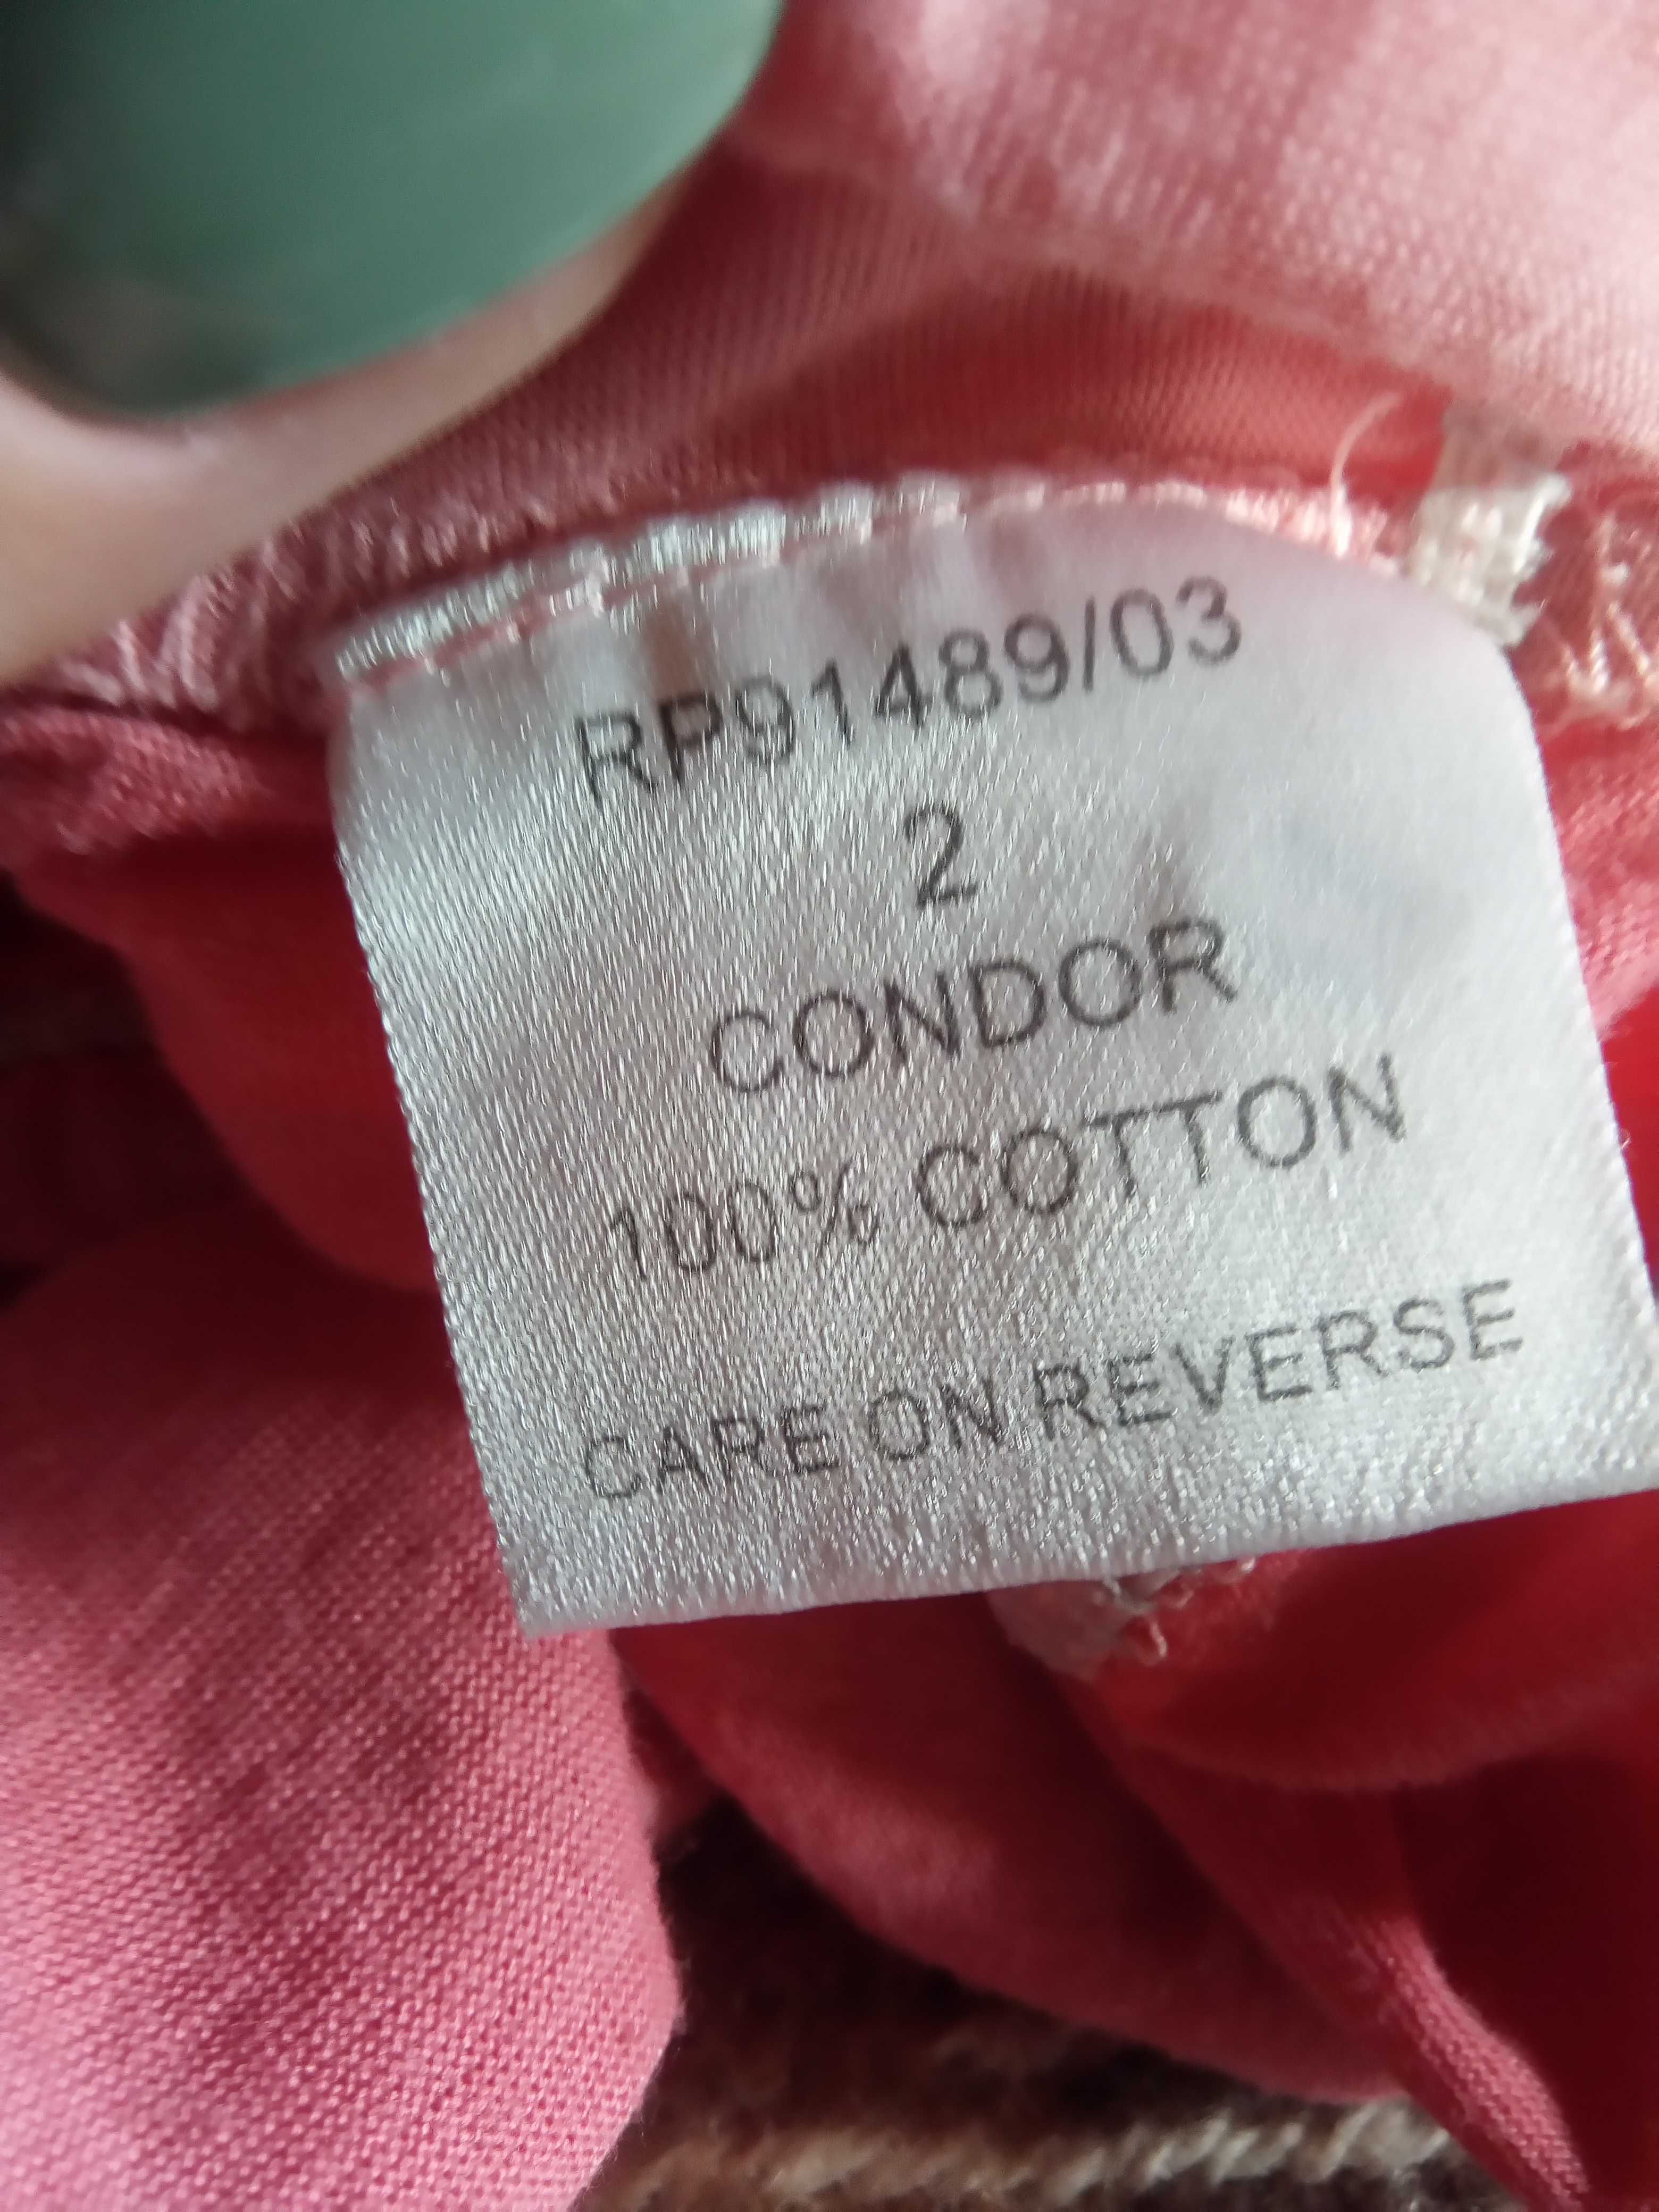 RP91489/03
2
CONDOR
100% COTTON
CARE ON REVERSE